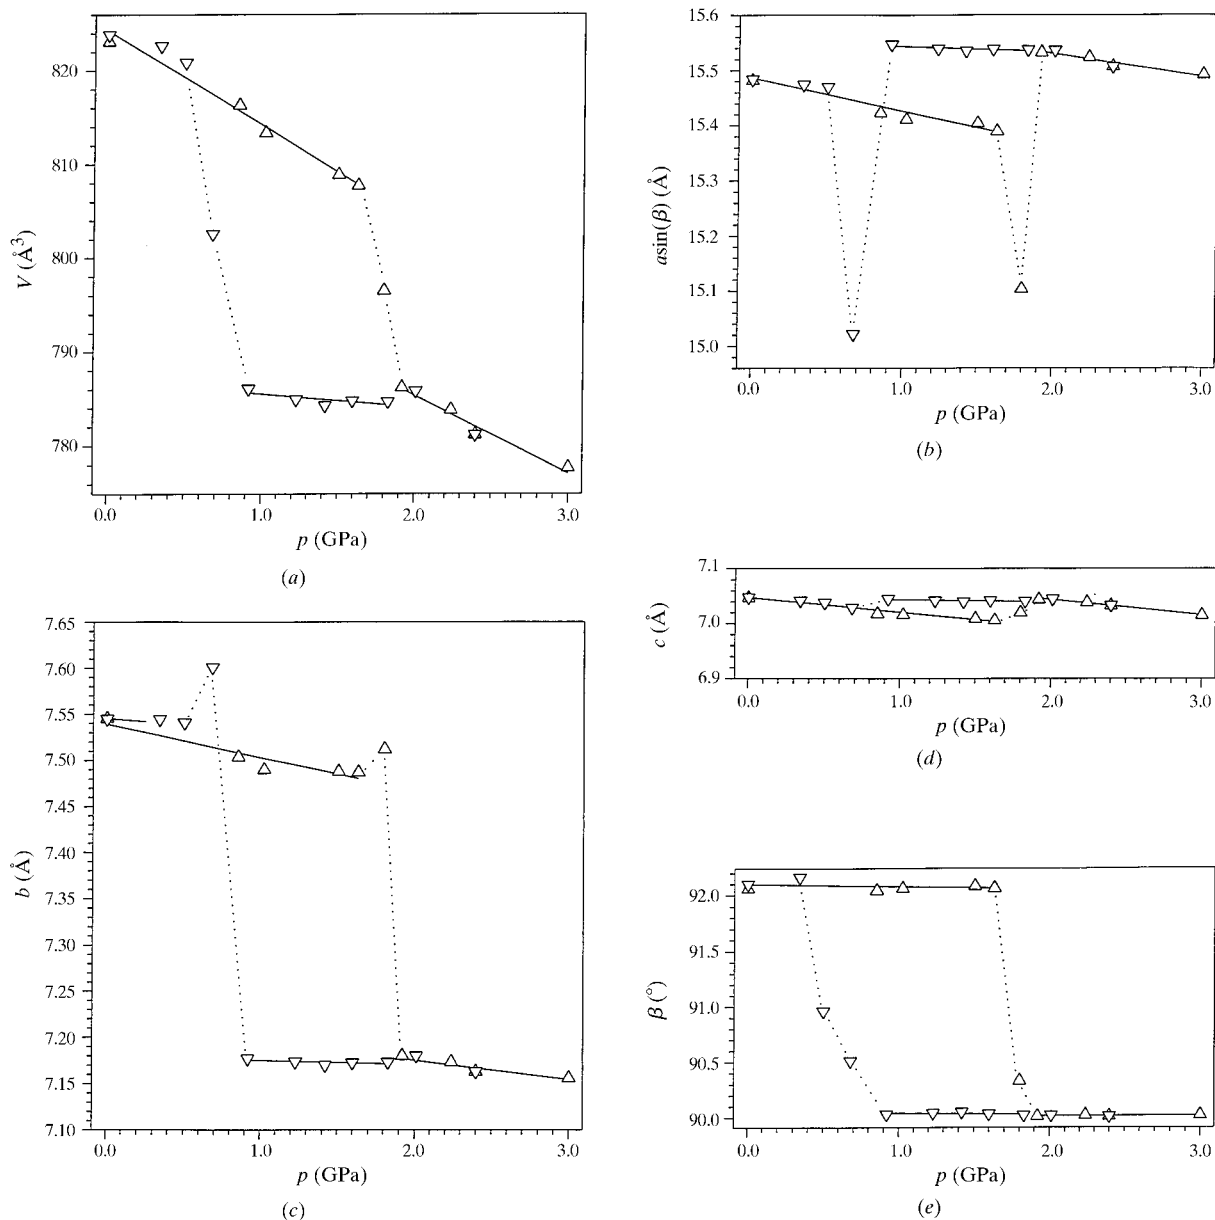 820
810
800
790
780
V (Å³)
0.0 1.0 2.0 3.0
p (GPa)
(a)
15.6
15.5
15.4
15.3
15.2
15.1
15.0
asin(β) (Å)
0.0 1.0 2.0 3.0
p (GPa)
(b)
7.65
7.60
7.55
7.50
7.45
7.40
7.35
7.30
7.25
7.20
7.15
7.10
b (Å)
0.0 1.0 2.0 3.0
p (GPa)
(c)
7.1
7.0
6.9
c (Å)
0.0 1.0 2.0 3.0
p (GPa)
(d)
92.0
91.5
91.0
90.5
90.0
β (°)
0.0 1.0 2.0 3.0
p (GPa)
(e)